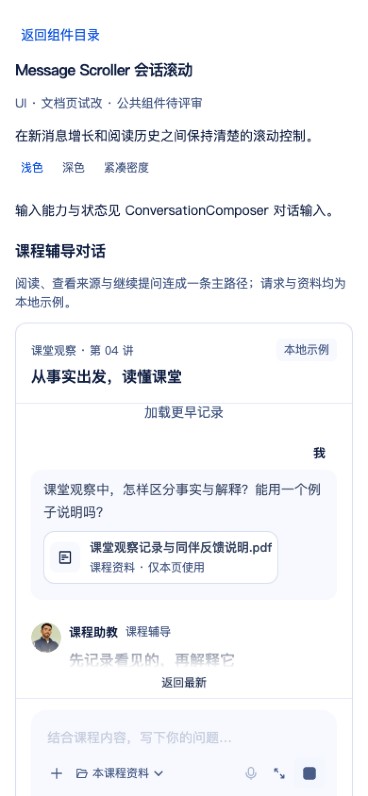 返回组件目录
Message Scroller 会话滚动
UI · 文档页试改 · 公共组件待评审
在新消息增长和阅读历史之间保持清楚的滚动控制。
浅色 深色 紧凑密度
输入能力与状态见 ConversationComposer 对话输入。
课程辅导对话
阅读、查看来源与继续提问连成一条主路径；请求与资料均为
本地示例。
课堂观察 · 第 04 讲 本地示例
从事实出发，读懂课堂
加载更早记录
我
课堂观察中，怎样区分事实与解释？能用一个例
子说明吗？
课堂观察记录与同伴反馈说明.pdf
课程资料 · 仅本页使用
课程助教 课程辅导
先记录看见的，再解释它
返回最新
结合课程内容，写下你的问题...
本课程资料